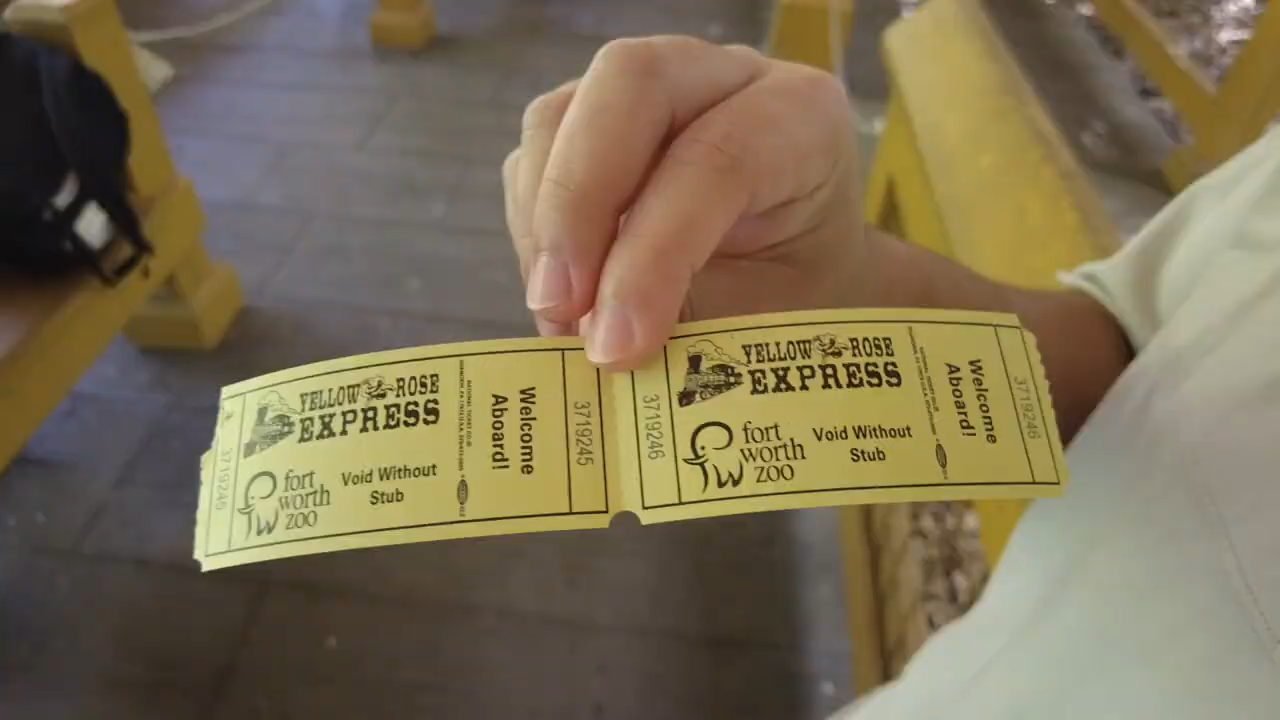 3719245
YELLOW ROSE
EXPRESS
fort
worth
zoo
Void Without
Stub
Welcome
Aboard!
3719245
3719246
YELLOW ROSE
EXPRESS
fort
worth
zoo
Void Without
Stub
Welcome
Aboard!
3719246